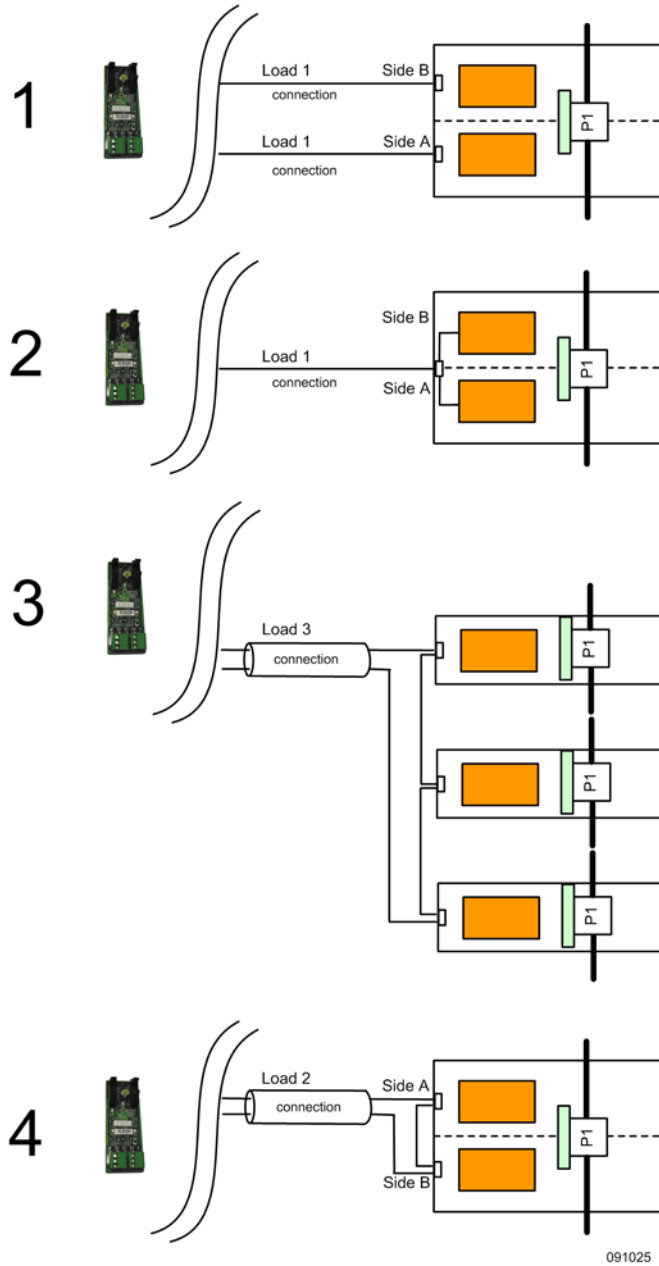 1
Load 1
connection
Side B
Load 1
connection
Side A
P1
2
Side B
Load 1
connection
Side A
P1
3
Load 3
connection
P1
P1
P1
4
Load 2
connection
Side A
Side B
P1
091025